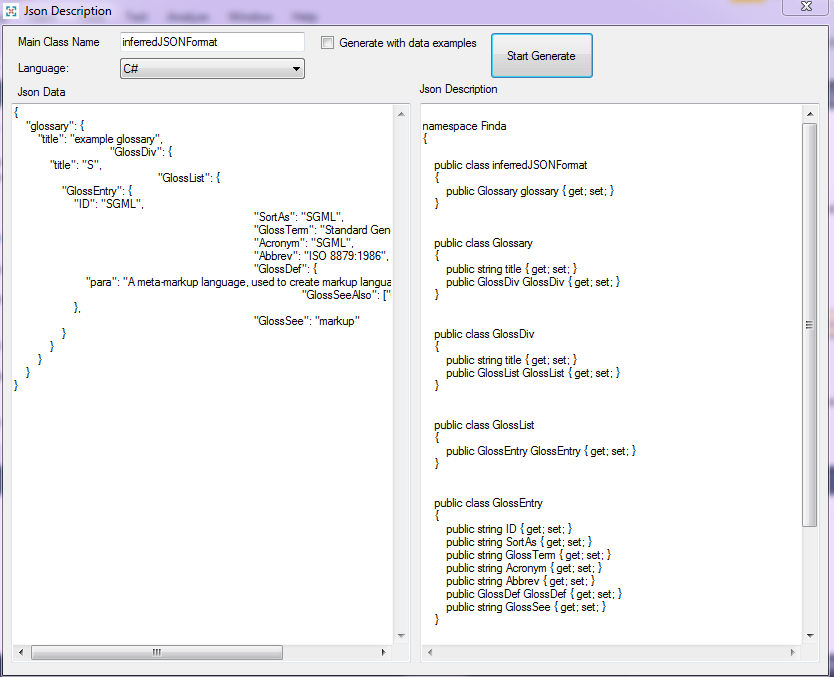 Json Description
Main Class Name
inferredJSONFormat
Generate with data examples
Start Generate
Language:
C#
Json Data
{
"glossary": {
"title": "example glossary",
"GlossDiv": {
"title": "S",
"GlossList": {
"GlossEntry": {
"ID": "SGML",
"SortAs": "SGML",
"GlossTerm": "Standard Gen
"Acronym": "SGML",
"Abbrev": "ISO 8879:1986",
"GlossDef": {
"para": "A meta-markup language, used to create markup langua
"GlossSeeAlso": ["
},
"GlossSee": "markup"
}
}
}
}
}
Json Description
namespace Finda
{
public class inferredJSONFormat
{
public Glossary glossary { get; set; }
}
public class Glossary
{
public string title { get; set; }
public GlossDiv GlossDiv { get; set; }
}
public class GlossDiv
{
public string title { get; set; }
public GlossList GlossList { get; set; }
}
public class GlossList
{
public GlossEntry GlossEntry { get; set; }
}
public class GlossEntry
{
public string ID { get; set; }
public string SortAs { get; set; }
public string GlossTerm { get; set; }
public string Acronym { get; set; }
public string Abbrev { get; set; }
public GlossDef GlossDef { get; set; }
public string GlossSee { get; set; }
}